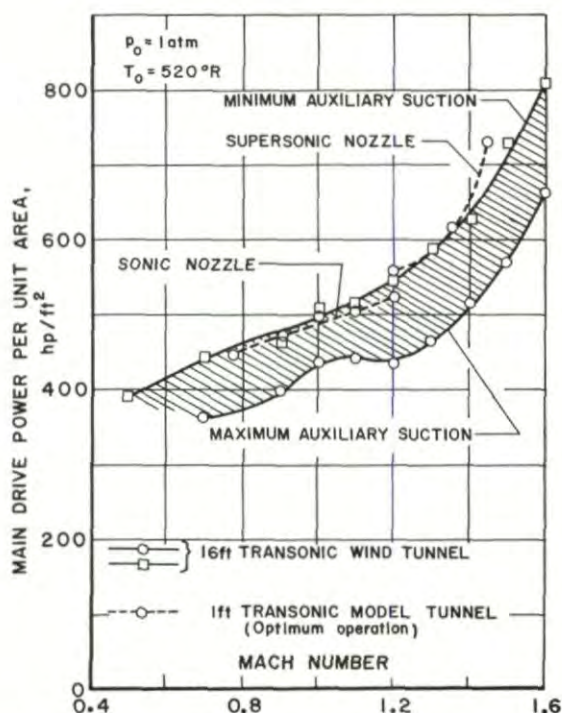 p₀ = 1 atm
T₀ = 520 °R
MINIMUM AUXILIARY SUCTION
SUPERSONIC NOZZLE
SONIC NOZZLE
MAXIMUM AUXILIARY SUCTION
16ft TRANSONIC WIND TUNNEL
1ft TRANSONIC MODEL TUNNEL
(Optimum operation)
MACH NUMBER
MAIN DRIVE POWER PER UNIT AREA,
hp/ft²
800
600
400
200
0
0.4
0.8
1.2
1.6